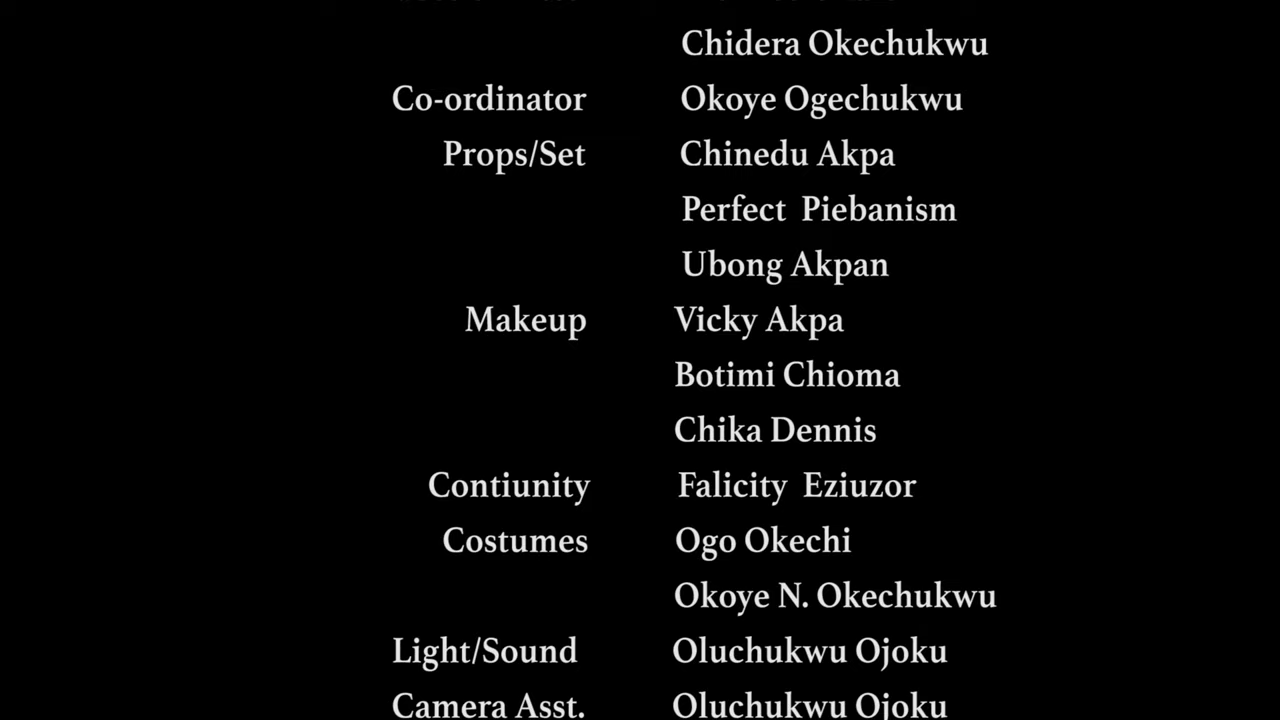 Chidera Okechukwu
Co-ordinator Okoye Ogechukwu
Props/Set Chinedu Akpa
Perfect Piebanism
Ubong Akpan
Makeup Vicky Akpa
Botimi Chioma
Chika Dennis
Contiunity Falicity Eziuzor
Costumes Ogo Okechi
Okoye N. Okechukwu
Light/Sound Oluchukwu Ojoku
Camera Asst. Oluchukwu Ojoku